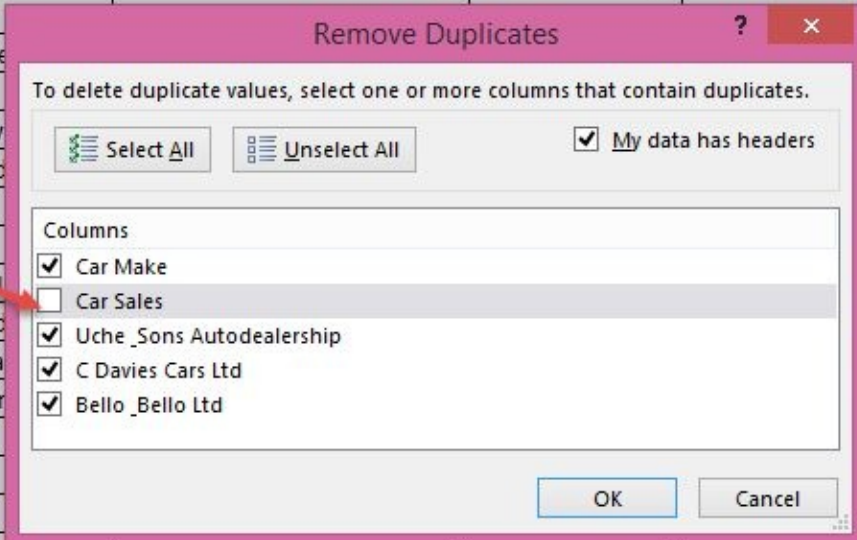 Remove Duplicates
?
To delete duplicate values, select one or more columns that contain duplicates.
Select All
Unselect All
My data has headers
Columns
Car Make
Car Sales
Uche _Sons Autodealership
C Davies Cars Ltd
Bello _Bello Ltd
OK
Cancel